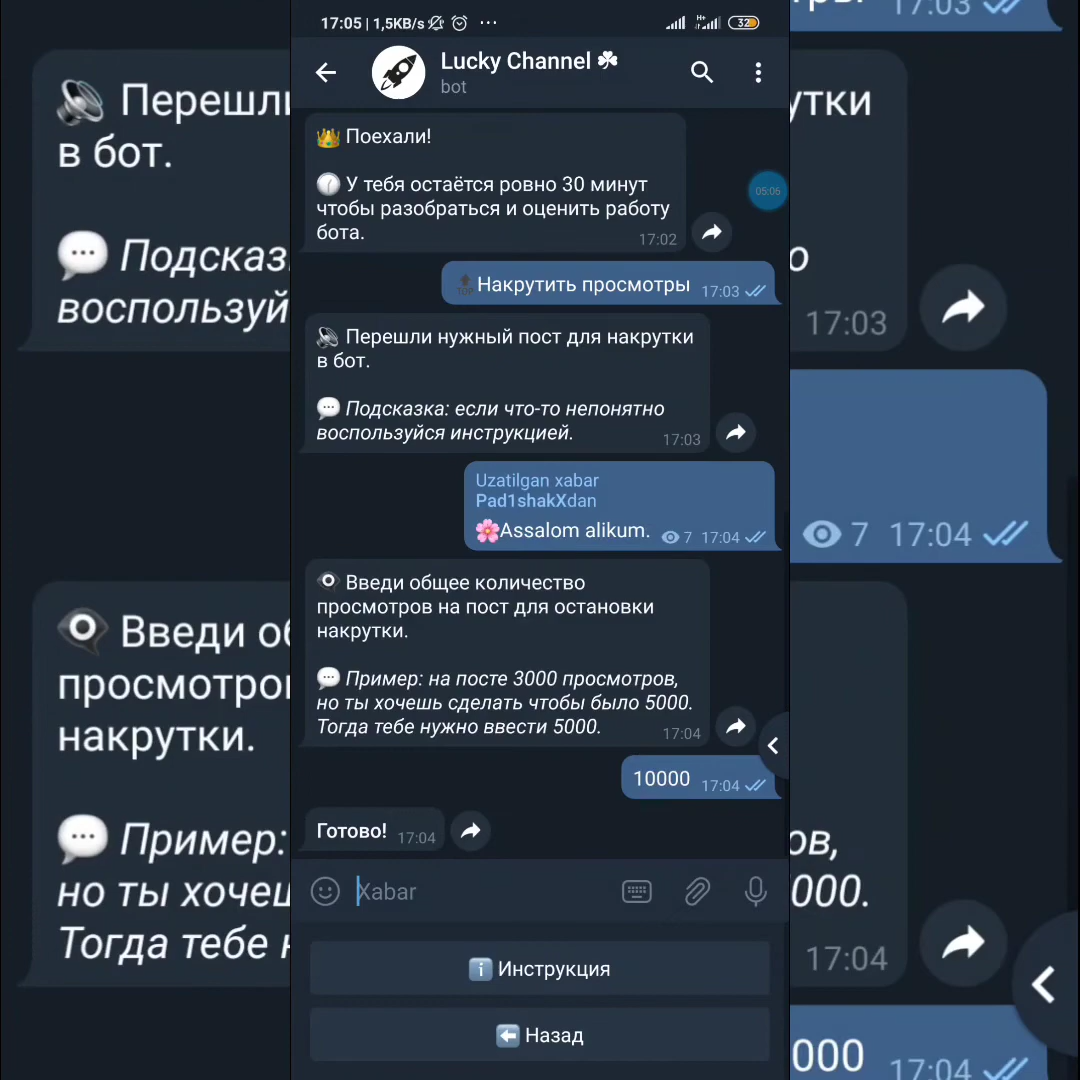 17:05 | 1,5KB/s
32
Lucky Channel ☘
bot
👑 Поехали!
🕐 У тебя остаётся ровно 30 минут
чтобы разобраться и оценить работу
бота.
17:02
05:06
🔝Накрутить просмотры 17:03
🔊 Перешли нужный пост для накрутки
в бот.
💬 Подсказка: если что-то непонятно
воспользуйся инструкцией.
17:03
Uzatilgan xabar
Pad1shakXdan
🌸Assalom alikum. 7 17:04
👁‍🗨 Введи общее количество
просмотров на пост для остановки
накрутки.
💬 Пример: на посте 3000 просмотров,
но ты хочешь сделать чтобы было 5000.
Тогда тебе нужно ввести 5000.
17:04
10000 17:04
Готово! 17:04
Xabar
ℹ️ Инструкция
⬅️ Назад
🔊 Перешли
в бот.
💬 Подсказ
воспользуй
👁‍🗨 Введи об
просмотро
накрутки.
💬 Пример:
но ты хочеш
Тогда тебе н
17:03
утки
о
17:03
7 17:04
ов,
000.
17:04
000 17:04